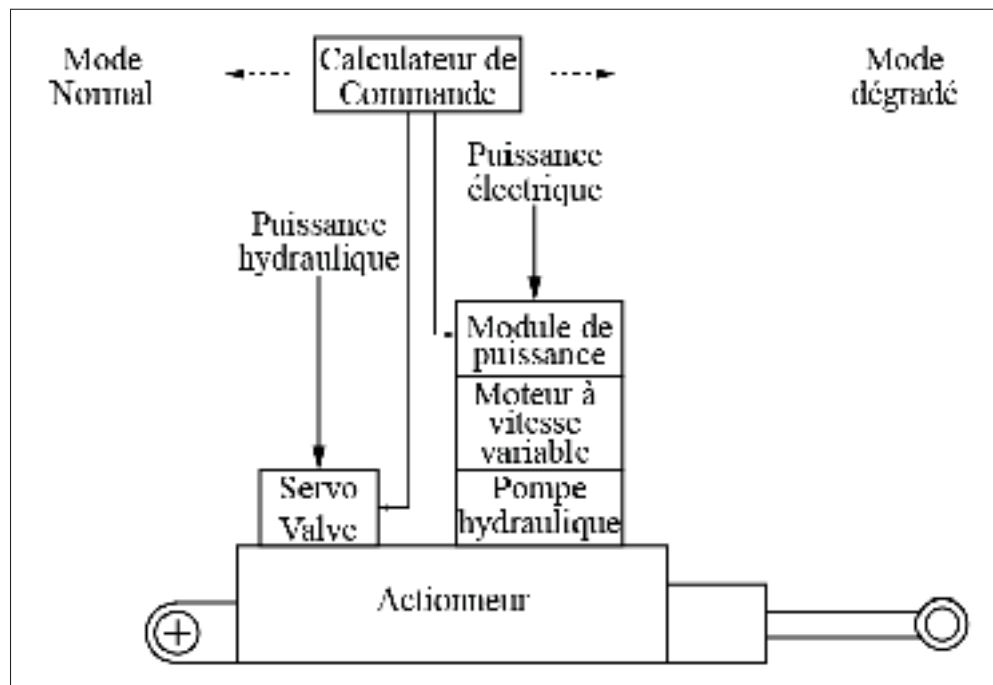 Mode
Normal
Calculateur de
Commande
Mode
dégradé
Puissance
électrique
Puissance
hydraulique
Module de
puissance
Moteur à
vitesse
variable
Servo
Valve
Pompe
hydraulique
Actionneur